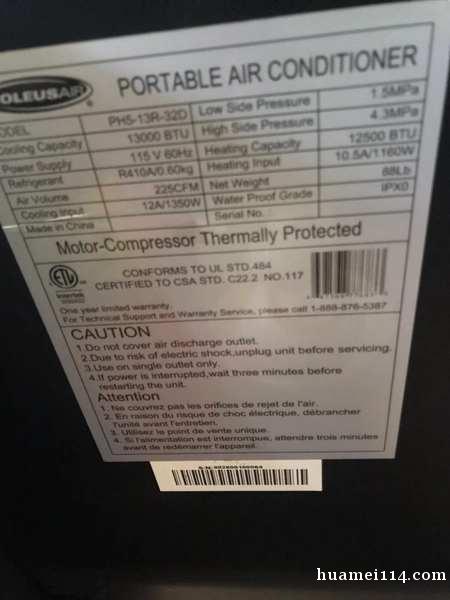 OLEUSAIR
PORTABLE AIR CONDITIONER
ODEL PH5-13R-32D Low Side Pressure 1.5MPa
Cooling Capacity 13000 BTU High Side Pressure 4.3MPa
Power Supply 115 V 60Hz Heating Capacity 12500 BTU
Refrigerant R410A/0.60kg Heating Input 10.5A/1160W
Air Volume 225CFM Net Weight 88Lb
Cooling Input 12A/1350W Water Proof Grade IPX0
Made in China Serial No.
Motor-Compressor Thermally Protected
ETL
Intertek
CONFORMS TO UL STD.484
CERTIFIED TO CSA STD. C22.2 NO.117
One year limited warranty.
For Technical Support and Warranty Service, please call 1-888-876-5387
CAUTION
1.Do not cover air discharge outlet.
2.Due to risk of electric shock,unplug unit before servicing.
3.Use on single outlet only.
4.If power is interrupted,wait three minutes before
restarting the unit.
Attention
1. Ne couvrez pas les orifices de rejet de l'air.
2. En raison du risque de choc électrique, débrancher
l'unité avant l'entretien.
3. Utilisez le point de vente unique.
4. Si l'alimentation est interrompue, attendre trois minutes
avant de redémarrer l'appareil.
huamei114.com